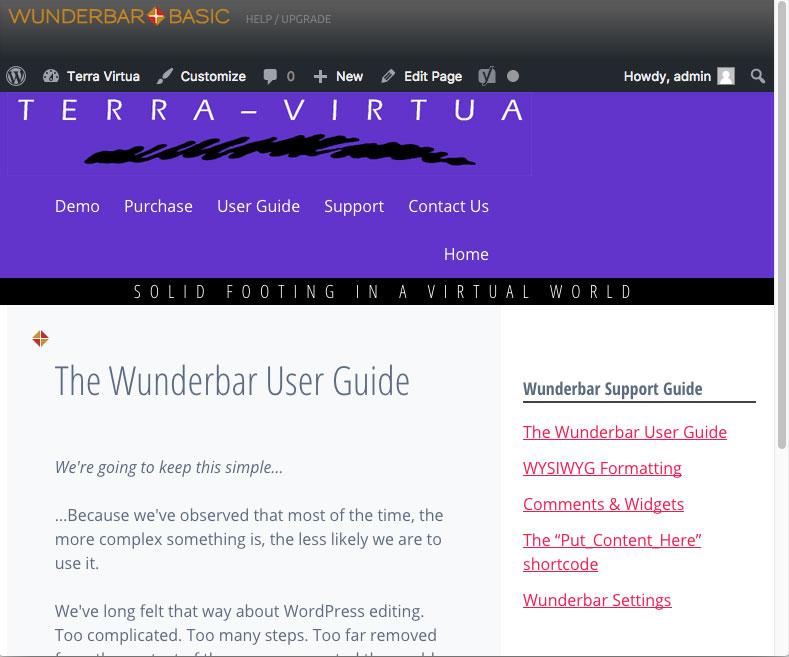 WUNDERBAR BASIC HELP / UPGRADE
Terra Virtua Customize 0 New Edit Page Howdy, admin
TERRA–VIRTUA
Demo Purchase User Guide Support Contact Us
Home
SOLID FOOTING IN A VIRTUAL WORLD
The Wunderbar User Guide
We're going to keep this simple...
...Because we've observed that most of the time, the
more complex something is, the less likely we are to
use it.
We've long felt that way about WordPress editing.
Too complicated. Too many steps. Too far removed
Wunderbar Support Guide
The Wunderbar User Guide
WYSIWYG Formatting
Comments & Widgets
The “Put_Content_Here”
shortcode
Wunderbar Settings